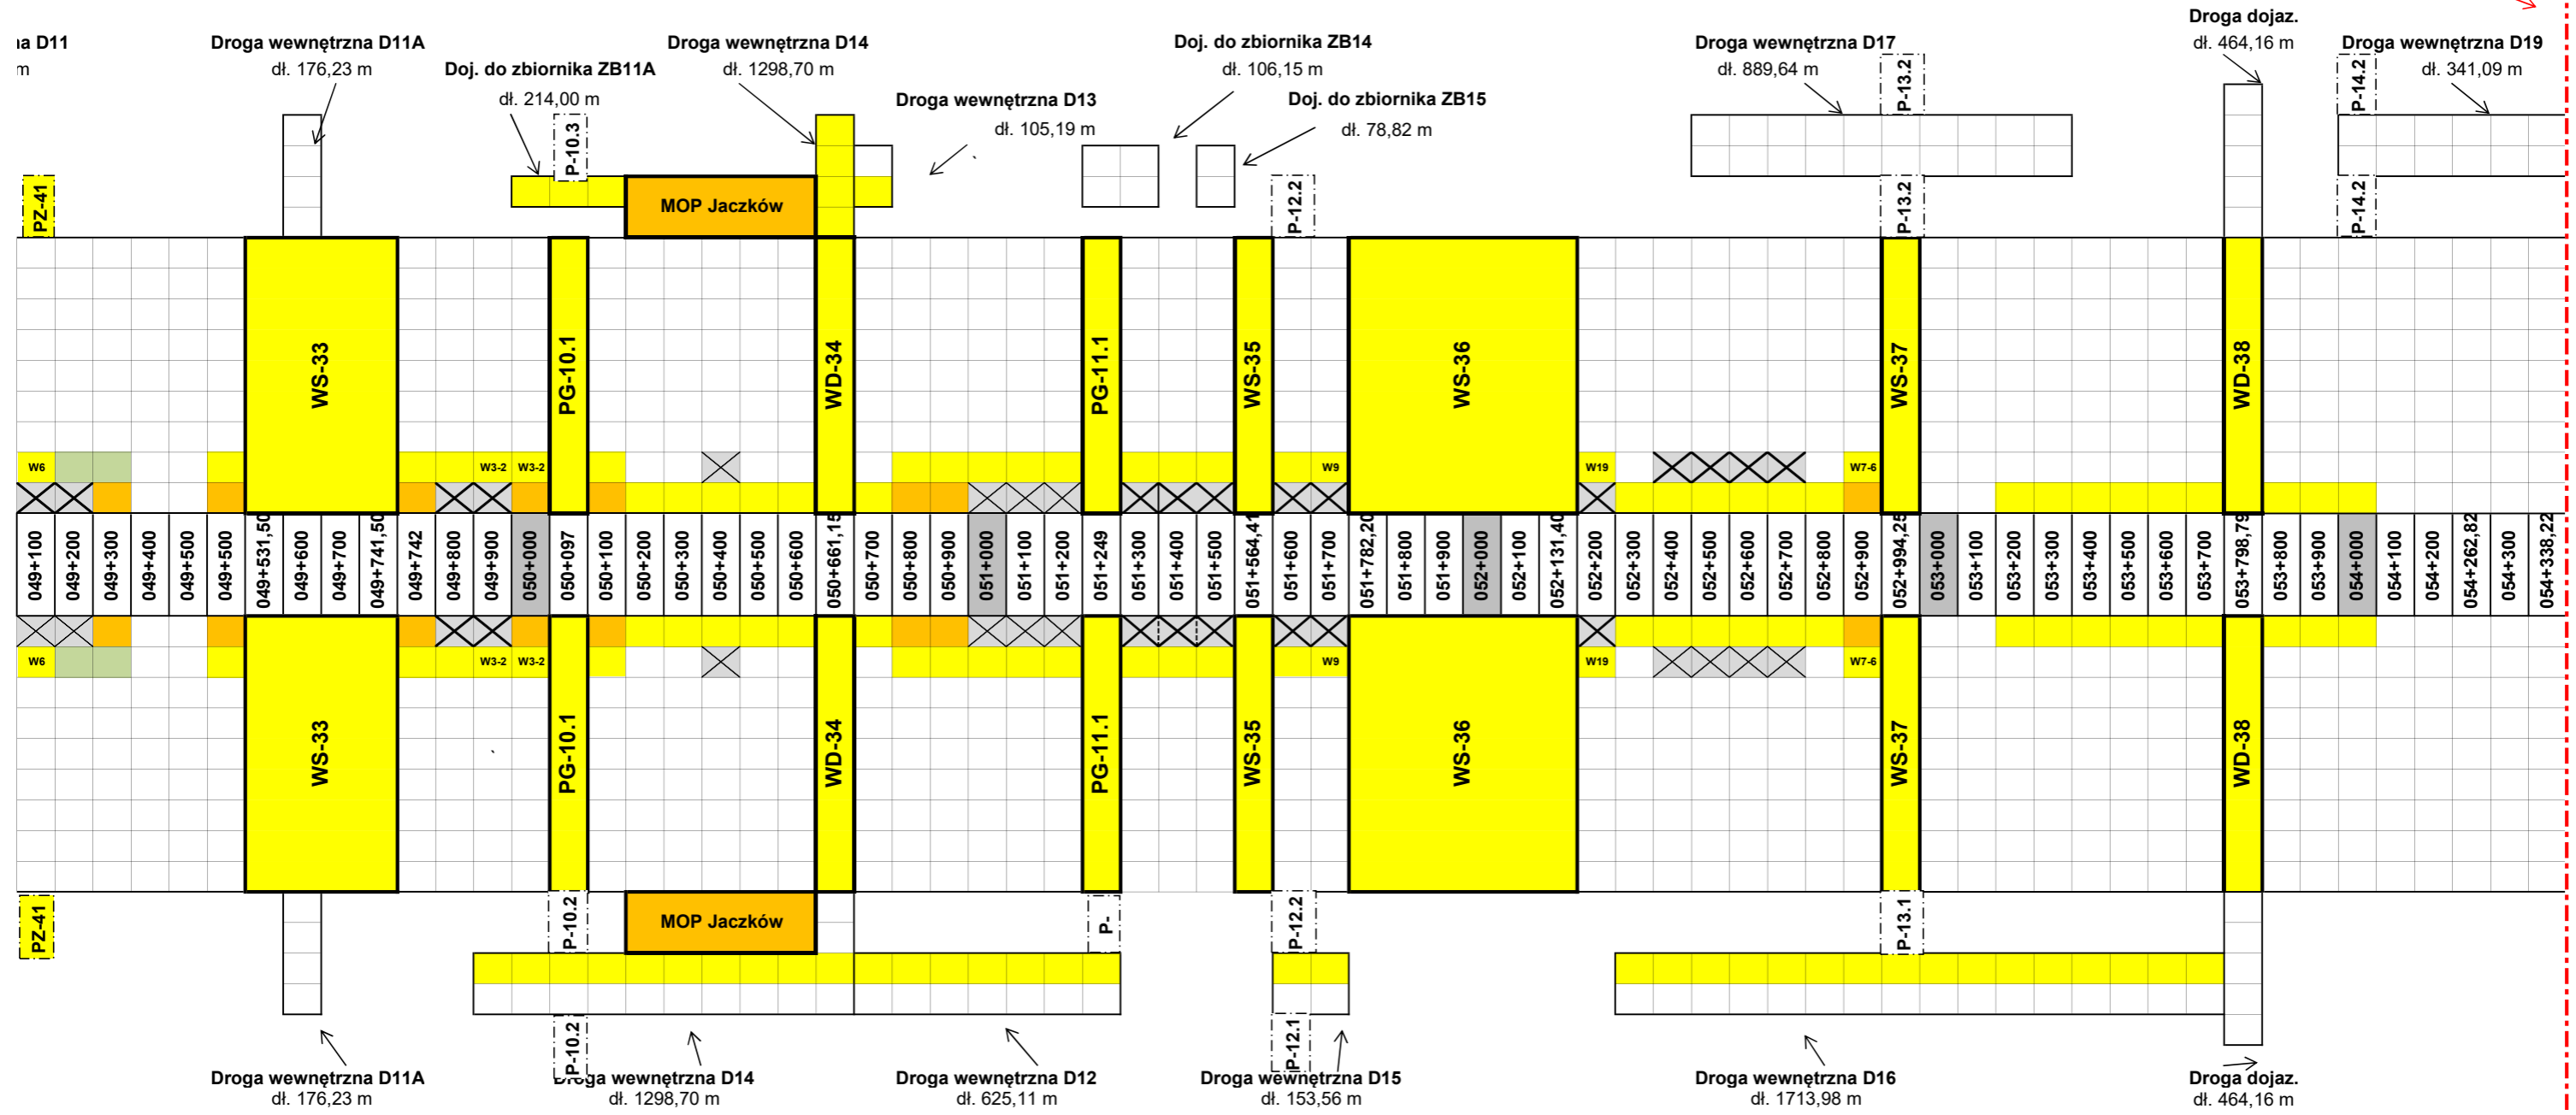 na D11
m
Droga wewnętrzna D11A
dł. 176,23 m
Doj. do zbiornika ZB11A
dł. 214,00 m
Droga wewnętrzna D14
dł. 1298,70 m
Droga wewnętrzna D13
dł. 105,19 m
Doj. do zbiornika ZB14
dł. 106,15 m
Doj. do zbiornika ZB15
dł. 78,82 m
Droga wewnętrzna D17
dł. 889,64 m
Droga dojaz.
dł. 464,16 m
Droga wewnętrzna D19
dł. 341,09 m
P-10.3
P-13.2
P-14.2
PZ-41
MOP Jaczków
P-12.2
P-13.2
P-14.2
WS-33
PG-10.1
WD-34
PG-11.1
WS-35
WS-36
WS-37
WD-38
W6
W3-2
W3-2
W9
W19
W7-6
049+100
049+200
049+300
049+400
049+500
049+500
049+531,50
049+600
049+700
049+741,50
049+742
049+800
049+900
050+000
050+097
050+100
050+200
050+300
050+400
050+500
050+600
050+661,15
050+700
050+800
050+900
051+000
051+100
051+200
051+249
051+300
051+400
051+500
051+564,41
051+600
051+700
051+782,20
051+800
051+900
052+000
052+100
052+131,40
052+200
052+300
052+400
052+500
052+600
052+700
052+800
052+900
052+994,25
053+000
053+100
053+200
053+300
053+400
053+500
053+600
053+700
053+798,79
053+800
053+900
054+000
054+100
054+200
054+262,82
054+300
054+338,22
W6
W3-2
W3-2
W9
W19
W7-6
WS-33
PG-10.1
WD-34
PG-11.1
WS-35
WS-36
WS-37
WD-38
PZ-41
P-10.2
MOP Jaczków
P-
P-12.2
P-13.1
P-10.2
P-12.1
Droga wewnętrzna D11A
dł. 176,23 m
Droga wewnętrzna D14
dł. 1298,70 m
Droga wewnętrzna D12
dł. 625,11 m
Droga wewnętrzna D15
dł. 153,56 m
Droga wewnętrzna D16
dł. 1713,98 m
Droga dojaz.
dł. 464,16 m